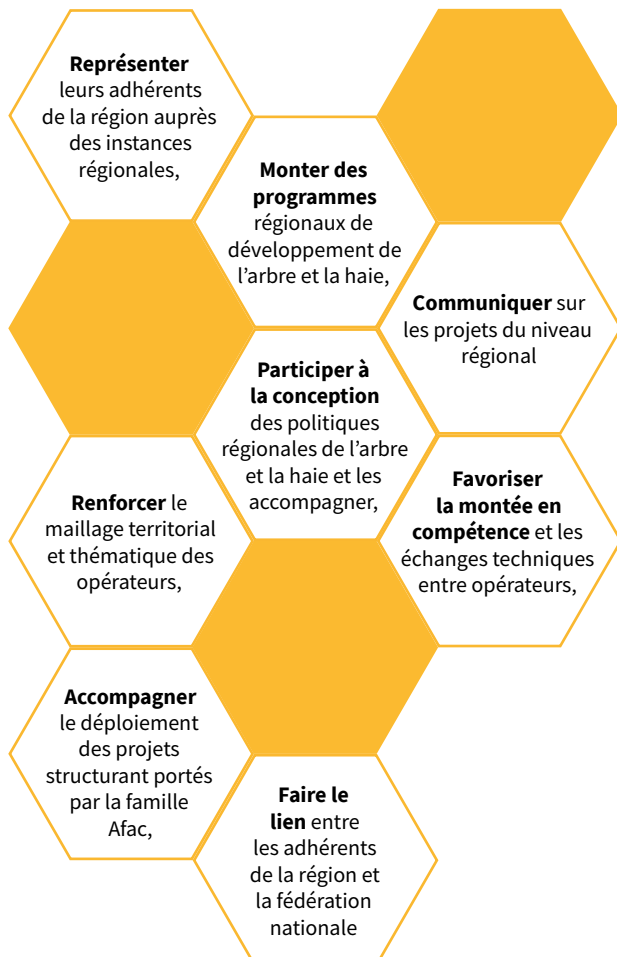 Représenter
leurs adhérents
de la région auprès
des instances
régionales,
Monter des
programmes
régionaux de
développement de
l’arbre et la haie,
Communiquer sur
les projets du niveau
régional
Participer à
la conception
des politiques
régionales de l’arbre
et la haie et les
accompagner,
Renforcer le
maillage territorial
et thématique des
opérateurs,
Favoriser
la montée en
compétence et les
échanges techniques
entre opérateurs,
Accompagner
le déploiement
des projets
structurant portés
par la famille
Afac,
Faire le
lien entre
les adhérents
de la région et
la fédération
nationale